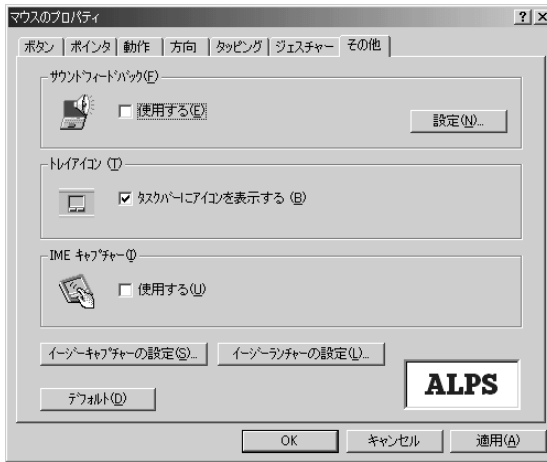 マウスのプロパティ
ボタン ポインタ 動作 方向 タッピング ジェスチャー その他
サウンドフィードバック(F)
使用する(E)
設定(N)...
トレイアイコン (T)
タスクバーにアイコンを表示する (B)
IME キャプチャー(I)
使用する(U)
イージーキャプチャーの設定(S)... イージーランチャーの設定(L)...
デフォルト(D)
ALPS
OK キャンセル 適用(A)